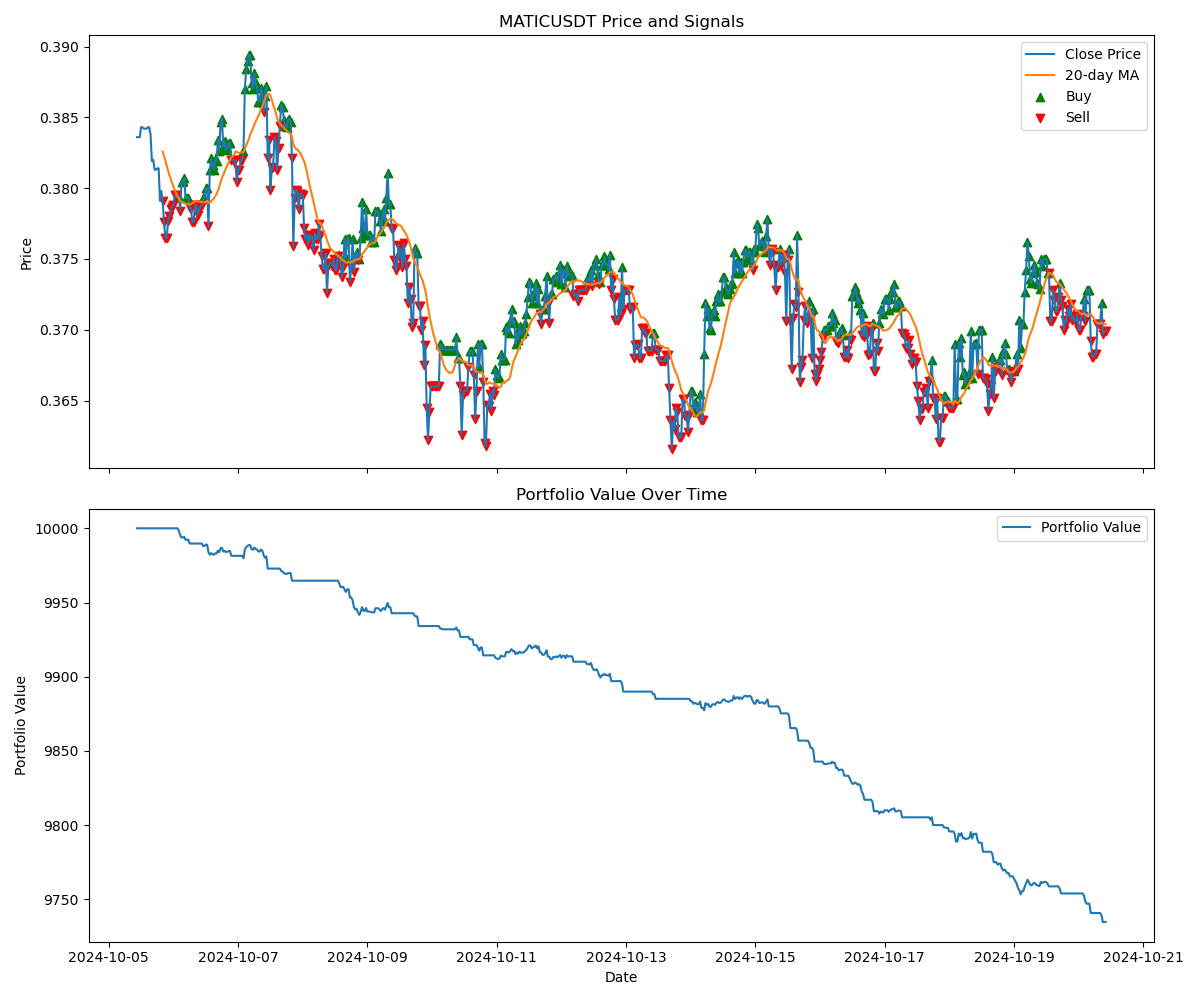 MATICUSDT Price and Signals
Price
0.390
0.385
0.380
0.375
0.370
0.365
Close Price
20-day MA
Buy
Sell
Portfolio Value Over Time
Portfolio Value
10000
9950
9900
9850
9800
9750
Portfolio Value
2024-10-05 2024-10-07 2024-10-09 2024-10-11 2024-10-13 2024-10-15 2024-10-17 2024-10-19 2024-10-21
Date